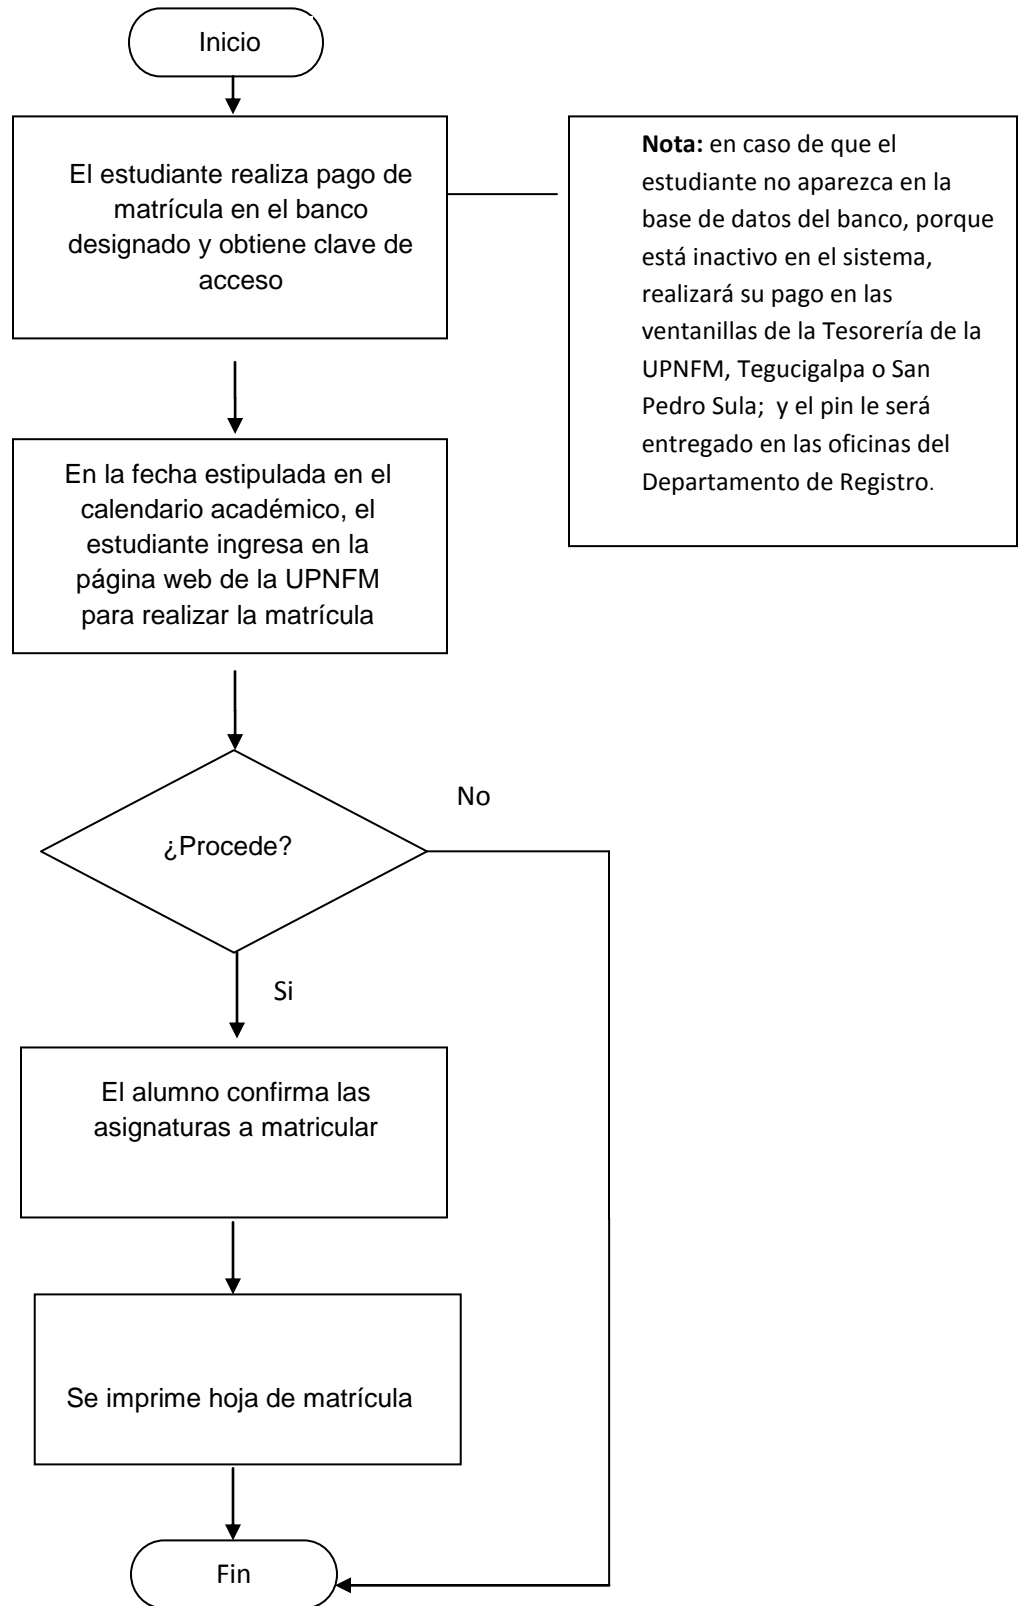 Inicio
El estudiante realiza pago de
matrícula en el banco
designado y obtiene clave de
acceso
Nota: en caso de que el
estudiante no aparezca en la
base de datos del banco, porque
está inactivo en el sistema,
realizará su pago en las
ventanillas de la Tesorería de la
UPNFM, Tegucigalpa o San
Pedro Sula; y el pin le será
entregado en las oficinas del
Departamento de Registro.
En la fecha estipulada en el
calendario académico, el
estudiante ingresa en la
página web de la UPNFM
para realizar la matrícula
¿Procede?
No
Si
El alumno confirma las
asignaturas a matricular
Se imprime hoja de matrícula
Fin